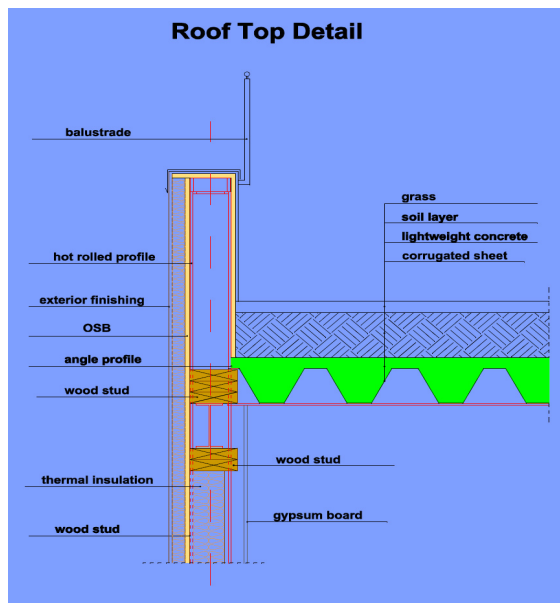 Roof Top Detail
balustrade
grass
soil layer
lightweight concrete
corrugated sheet
hot rolled profile
exterior finishing
OSB
angle profile
wood stud
wood stud
thermal insulation
gypsum board
wood stud